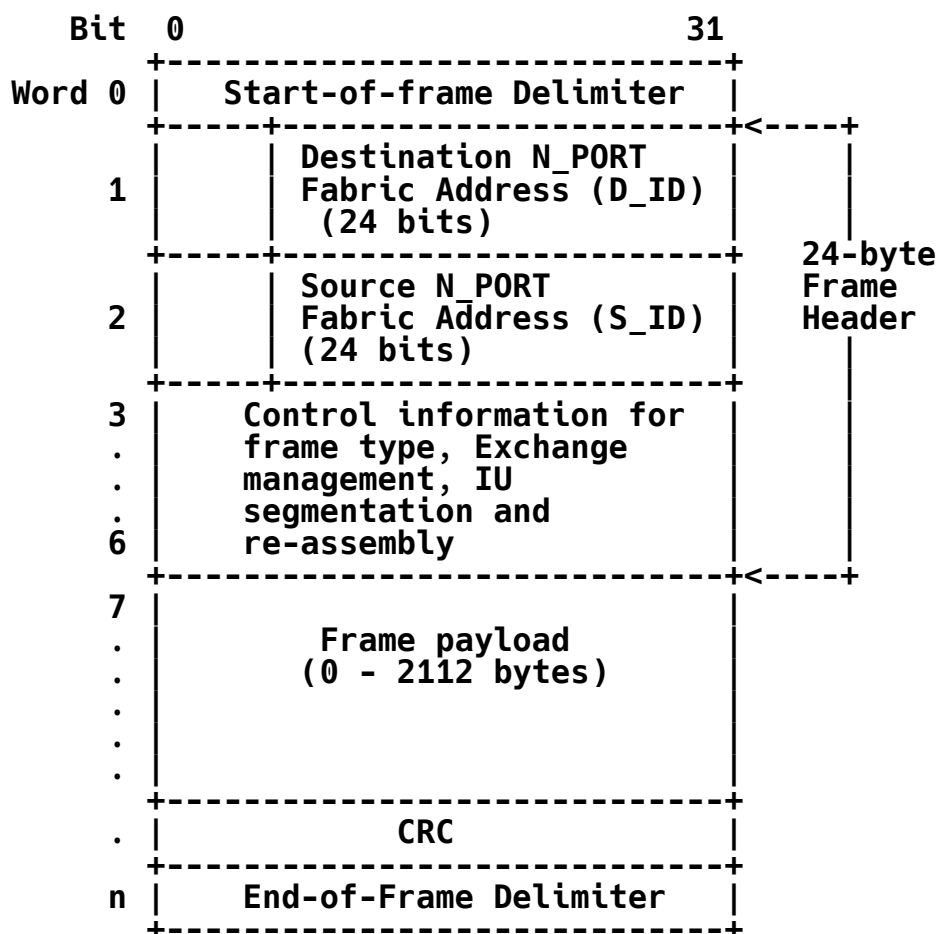 Bit 0 31
+-----------------------------+
Word 0 | Start-of-frame Delimiter |
+-----+-----------------------+<----+
| | Destination N_PORT | |
1 | | Fabric Address (D_ID) | |
| | (24 bits) | |
+-----+-----------------------+ 24-byte
| | Source N_PORT | Frame
2 | | Fabric Address (S_ID) | Header
| | (24 bits) | |
+-----+-----------------------+ |
3 | Control information for | |
. | frame type, Exchange | |
. | management, IU | |
. | segmentation and | |
6 | re-assembly | |
+-----------------------------+<----+
7 | |
. | Frame payload |
. | (0 - 2112 bytes) |
. | |
. | |
. | |
+-----------------------------+
. | CRC |
+-----------------------------+
n | End-of-Frame Delimiter |
+-----------------------------+